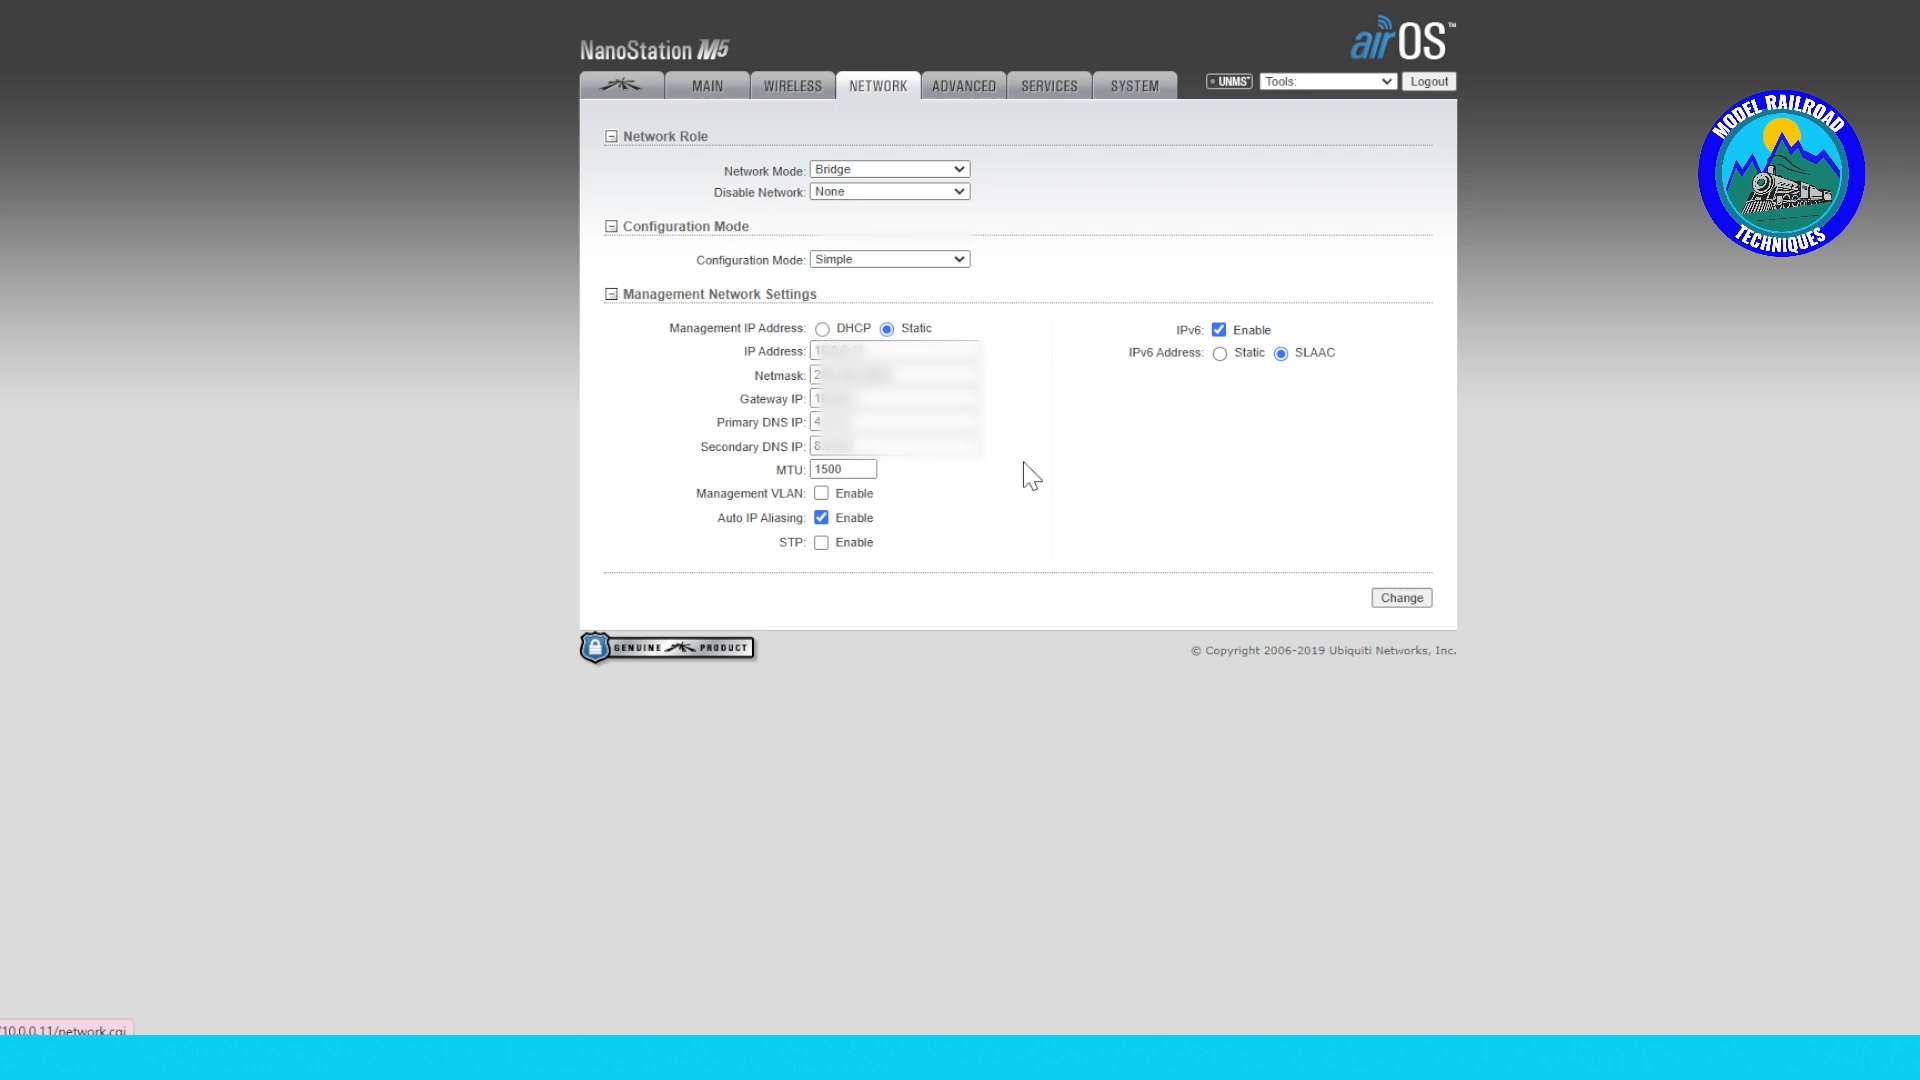 NanoStation M5
airOS™
MAIN WIRELESS NETWORK ADVANCED SERVICES SYSTEM UNMS Tools: Logout
MODEL RAILROAD
TECHNIQUES
Network Role
Network Mode: Bridge
Disable Network: None
Configuration Mode
Configuration Mode: Simple
Management Network Settings
Management IP Address: DHCP Static
IP Address:
Netmask:
Gateway IP:
Primary DNS IP:
Secondary DNS IP:
MTU: 1500
Management VLAN: Enable
Auto IP Aliasing: Enable
STP: Enable
IPv6: Enable
IPv6 Address: Static SLAAC
Change
GENUINE PRODUCT
© Copyright 2006-2019 Ubiquiti Networks, Inc.
/10.0.0.11/network.cgi